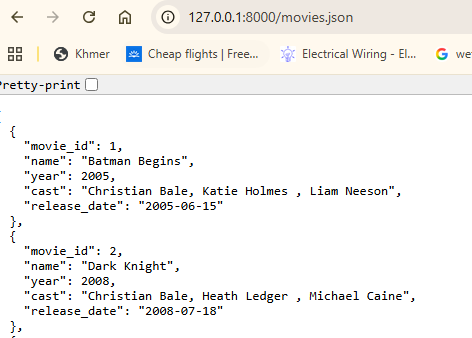 127.0.0.1:8000/movies.json
Khmer
Cheap flights | Free...
Electrical Wiring - El...
we
Pretty-print
{
"movie_id": 1,
"name": "Batman Begins",
"year": 2005,
"cast": "Christian Bale, Katie Holmes , Liam Neeson",
"release_date": "2005-06-15"
},
{
"movie_id": 2,
"name": "Dark Knight",
"year": 2008,
"cast": "Christian Bale, Heath Ledger , Michael Caine",
"release_date": "2008-07-18"
},